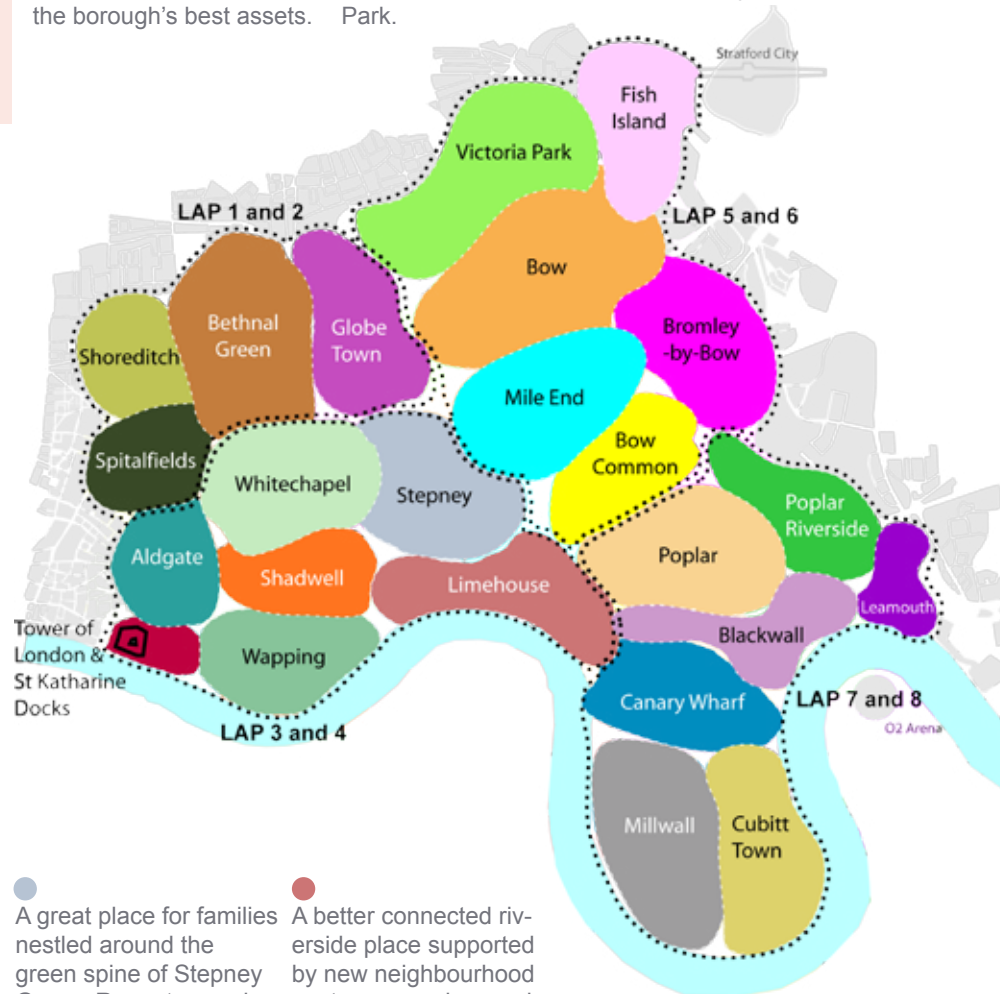 the borough's best assets.
Park.
Stratford City
Fish
Island
Victoria Park
LAP 1 and 2
LAP 5 and 6
Bow
Bethnal
Green
Globe
Town
Bromley
-by-Bow
Shoreditch
Mile End
Bow
Common
Spitalfields
Whitechapel
Stepney
Poplar
Riverside
Aldgate
Shadwell
Limehouse
Poplar
Leamouth
Tower of
London &
St Katharine
Docks
Wapping
Blackwall
Canary Wharf
LAP 7 and 8
O2 Arena
LAP 3 and 4
Millwall
Cubitt
Town
A great place for families
nestled around the
green spine of Stepney
A better connected riv-
erside place supported
by new neighbourhood